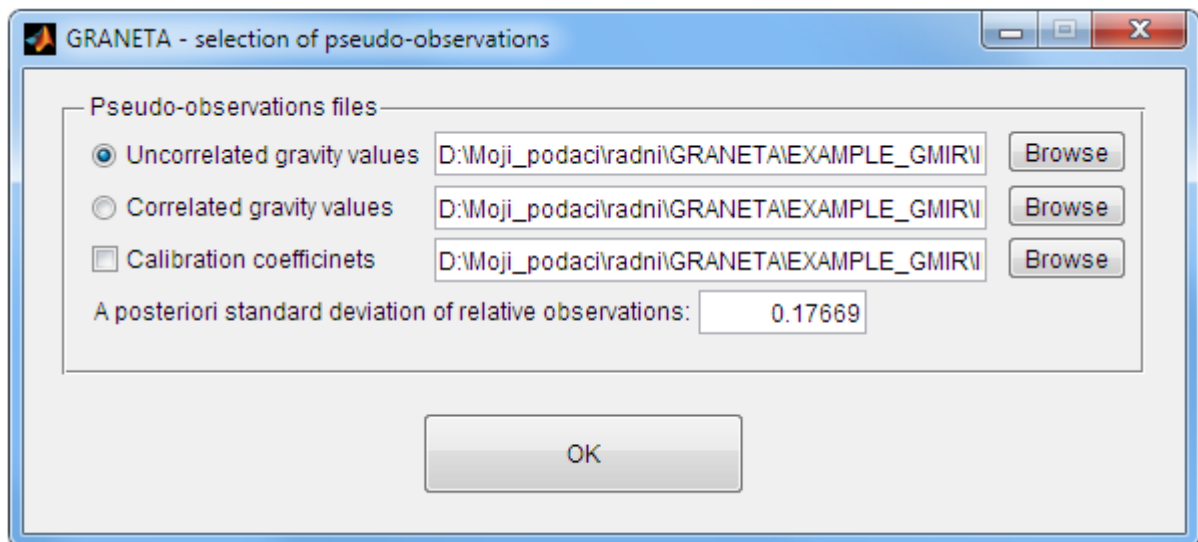 GRANETA - selection of pseudo-observations
Pseudo-observations files
Uncorrelated gravity values D:\Moji_podaci\radni\GRANETA\EXAMPLE_GMIR\I Browse
Correlated gravity values D:\Moji_podaci\radni\GRANETA\EXAMPLE_GMIR\I Browse
Calibration coefficinets D:\Moji_podaci\radni\GRANETA\EXAMPLE_GMIR\I Browse
A posteriori standard deviation of relative observations: 0.17669
OK